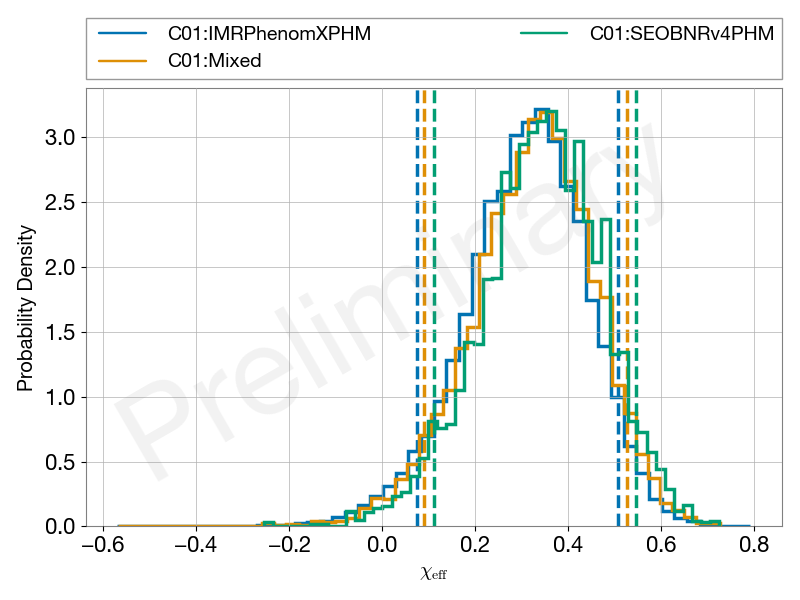 C01:IMRPhenomXPHM
C01:Mixed
C01:SEOBNRv4PHM
Preliminary
Probability Density
3.0
2.5
2.0
1.5
1.0
0.5
0.0
−0.6 −0.4 −0.2 0.0 0.2 0.4 0.6 0.8
χeff